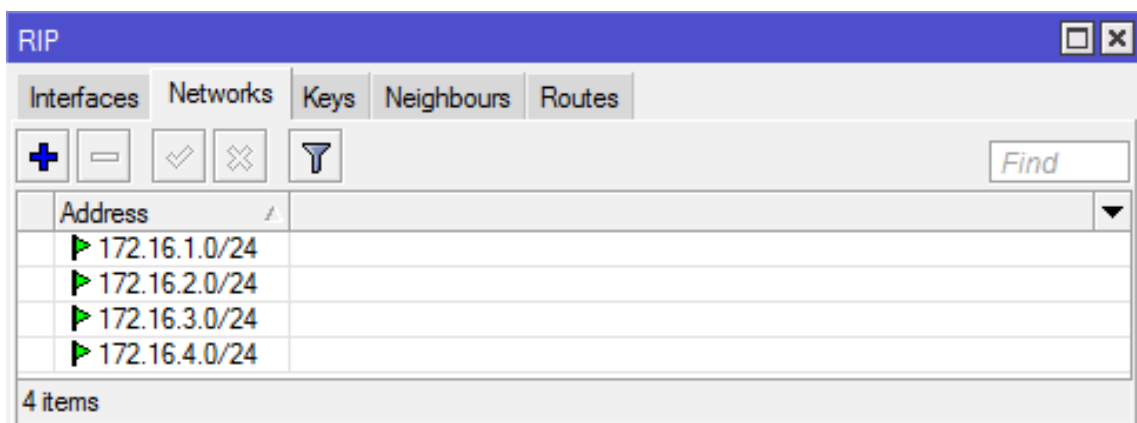 RIP
Interfaces Networks Keys Neighbours Routes
Find
Address
172.16.1.0/24
172.16.2.0/24
172.16.3.0/24
172.16.4.0/24
4 items